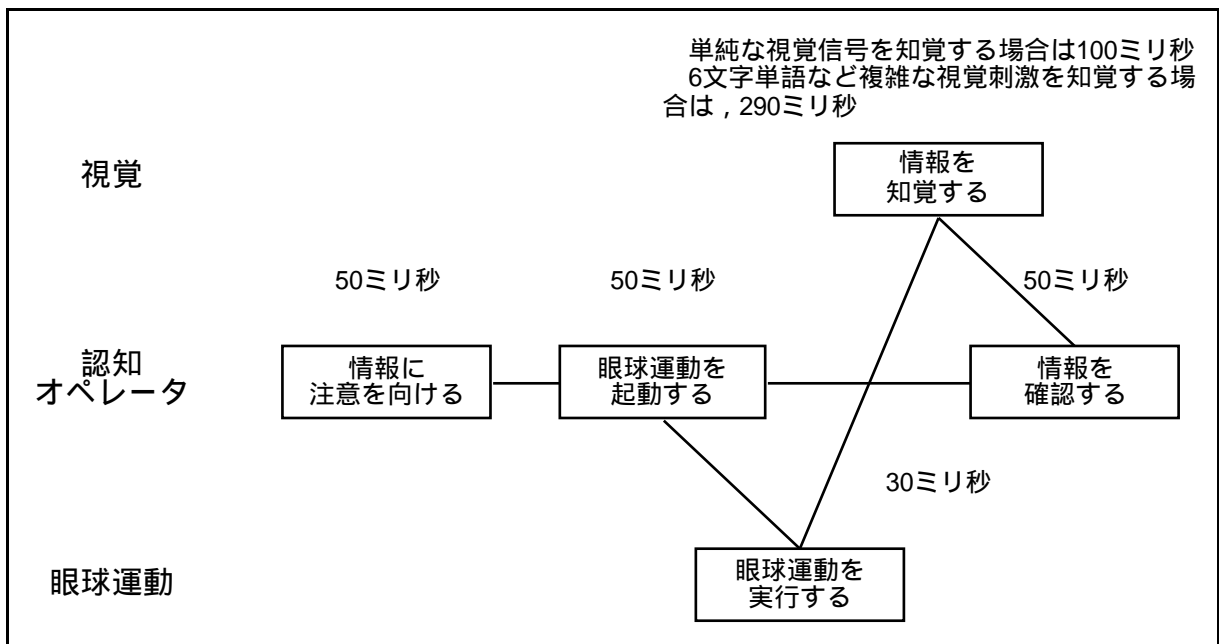 単純な視覚信号を知覚する場合は100ミリ秒
6文字単語など複雑な視覚刺激を知覚する場
合は，290ミリ秒
視覚
情報を
知覚する
50ミリ秒
50ミリ秒
50ミリ秒
認知
オペレータ
情報に
注意を向ける
眼球運動を
起動する
情報を
確認する
30ミリ秒
眼球運動
眼球運動を
実行する